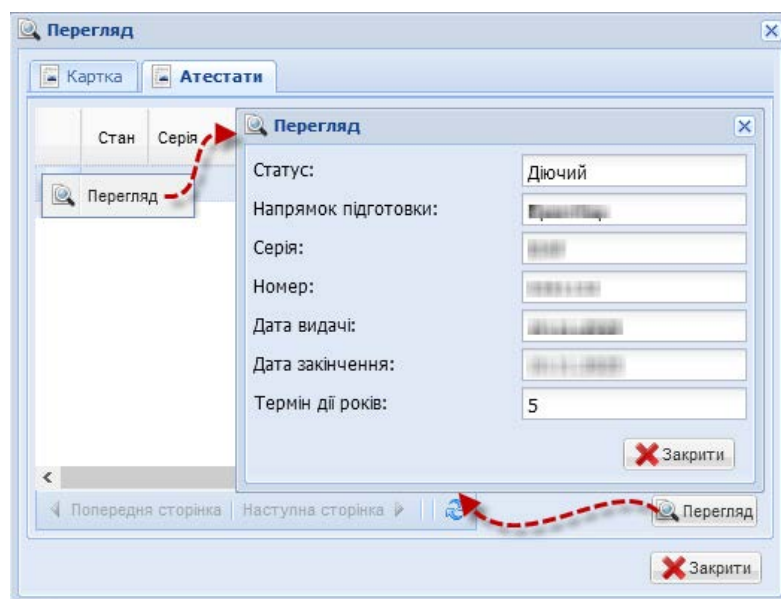 Перегляд
Картка
Атестати
Стан
Серія
Перегляд
Перегляд
Статус:
Діючий
Напрямок підготовки:
Серія:
Номер:
Дата видачі:
Дата закінчення:
Термін дії років:
5
Закрити
Попередня сторінка
Наступна сторінка
Перегляд
Закрити